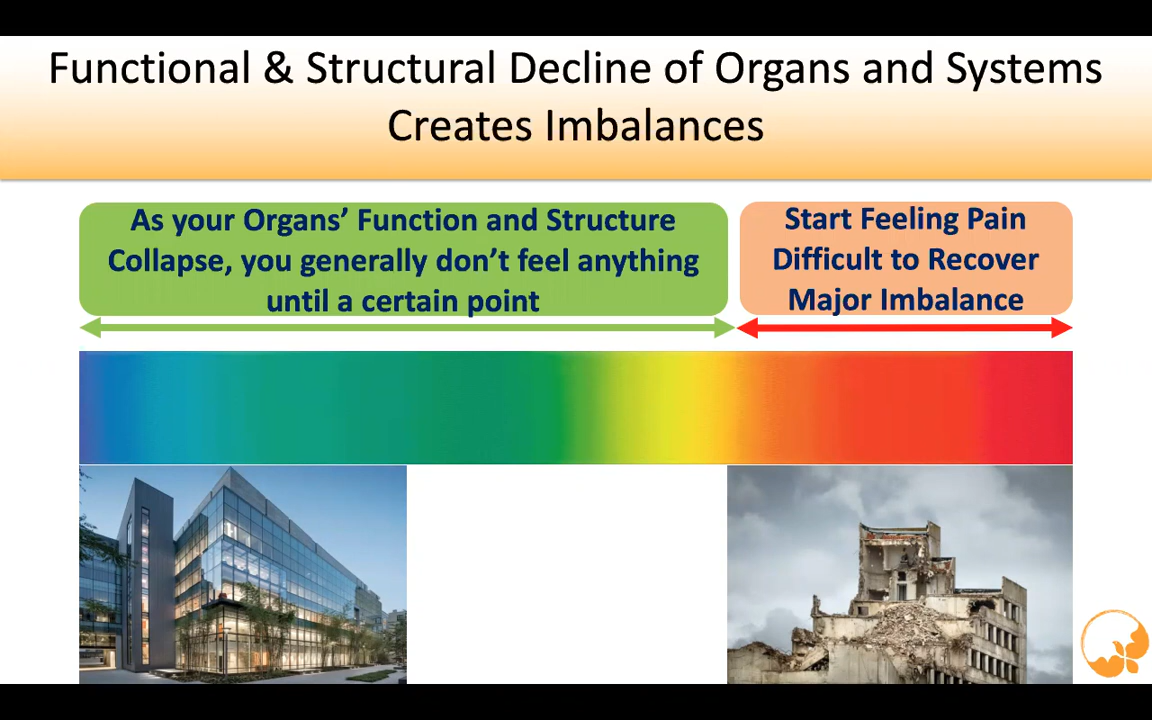 Functional & Structural Decline of Organs and Systems
Creates Imbalances
As your Organs’ Function and Structure
Collapse, you generally don’t feel anything
until a certain point
Start Feeling Pain
Difficult to Recover
Major Imbalance